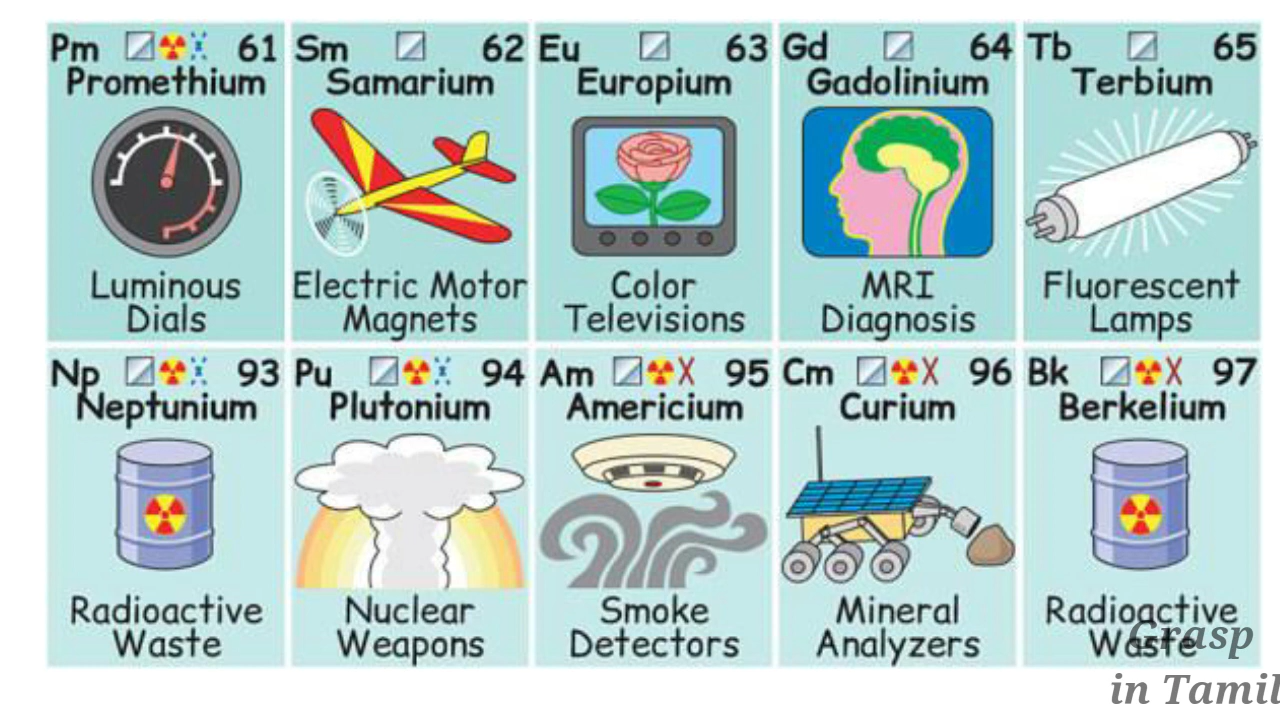 Pm 61 Sm 62 Eu 63 Gd 64 Tb 65
Promethium Samarium Europium Gadolinium Terbium
Luminous Electric Motor Color MRI Fluorescent
Dials Magnets Televisions Diagnosis Lamps
Np 93 Pu 94 Am 95 Cm 96 Bk 97
Neptunium Plutonium Americium Curium Berkelium
Radioactive Nuclear Smoke Mineral Radioactive
Waste Weapons Detectors Analyzers Waste
Grasp
in Tamil